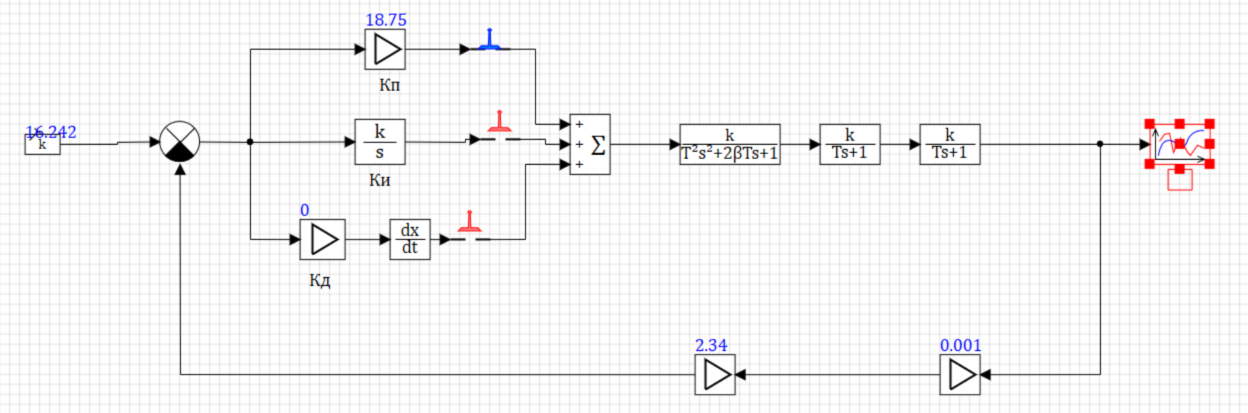 18.75
Кп
16.242
k
k
s
Ки
+
+
+
Σ
k
T²s²+2βTs+1
k
Ts+1
k
Ts+1
0
dx
dt
Кд
2.34
0.001